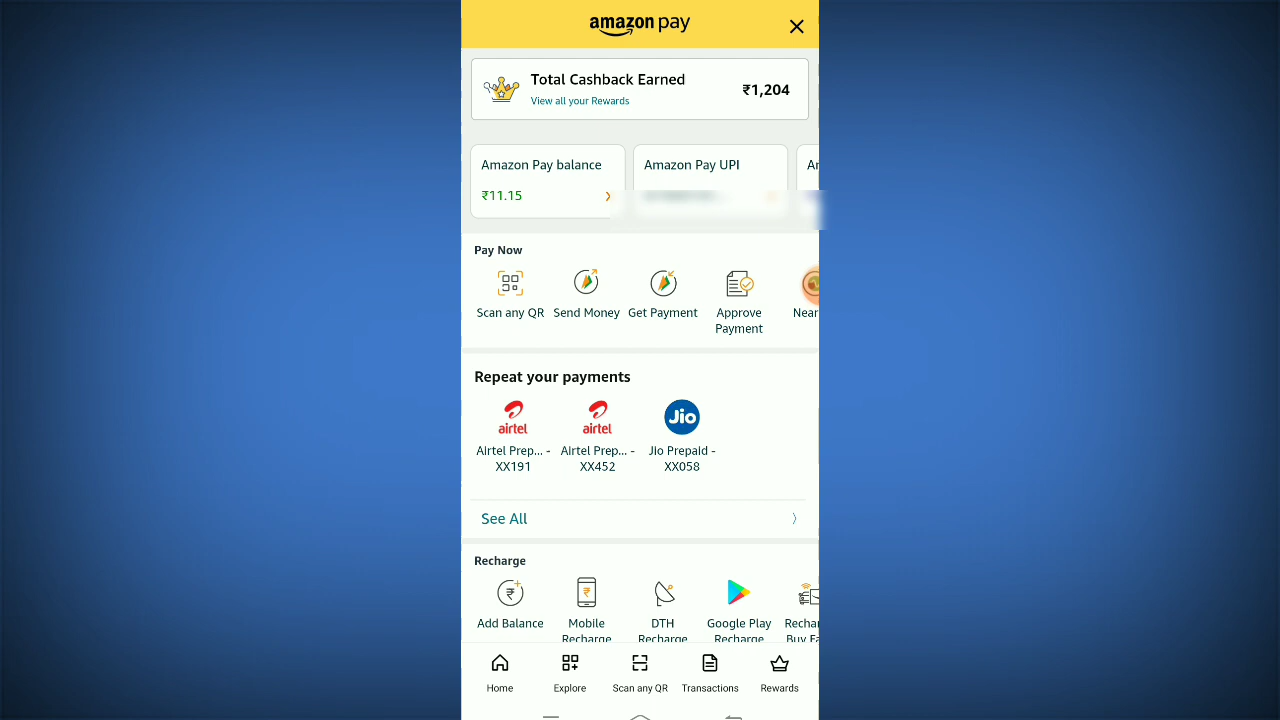 amazon pay
Total Cashback Earned
₹1,204
View all your Rewards
Amazon Pay balance
Amazon Pay UPI
₹11.15
Pay Now
Scan any QR
Send Money
Get Payment
Approve
Payment
Repeat your payments
airtel
airtel
Jio
Airtel Prep... -
XX191
Airtel Prep... -
XX452
Jio Prepaid -
XX058
See All
Recharge
Add Balance
Mobile
Recharge
DTH
Recharge
Google Play
Recharge
Home
Explore
Scan any QR
Transactions
Rewards